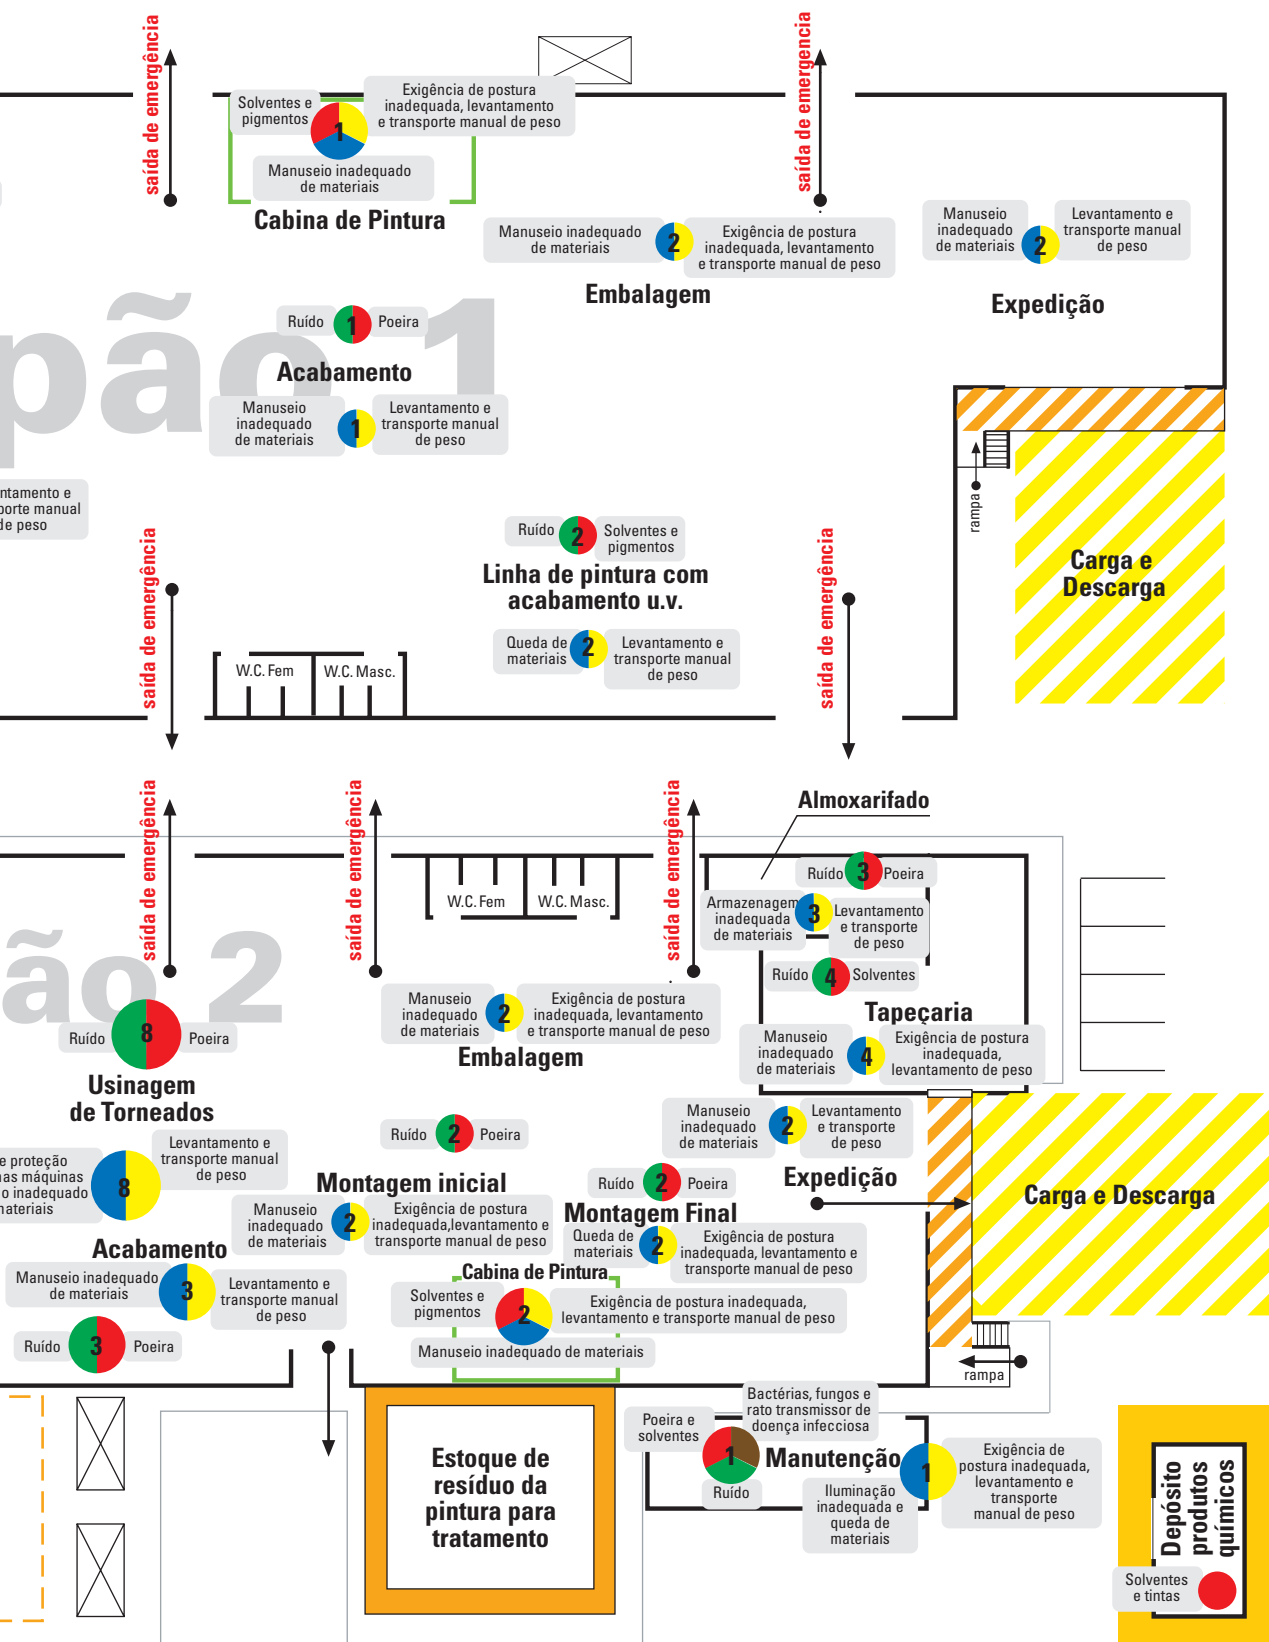 saída de emergência
Solventes e
pigmentos
1
Exigência de postura
inadequada, levantamento
e transporte manual de peso
Manuseio inadequado
de materiais
Cabina de Pintura
saída de emergência
Manuseio inadequado
de materiais
2
Exigência de postura
inadequada, levantamento
e transporte manual de peso
Embalagem
Manuseio
inadequado
de materiais
2
Levantamento e
transporte manual
de peso
Expedição
pão 1
Ruído
1
Poeira
Acabamento
Manuseio
inadequado
de materiais
1
Levantamento e
transporte manual
de peso
ntamento e
porte manual
de peso
rampa
Carga e
Descarga
saída de emergência
Ruído
2
Solventes e
pigmentos
Linha de pintura com
acabamento u.v.
Queda de
materiais
2
Levantamento e
transporte manual
de peso
saída de emergência
W.C. Fem
W.C. Masc.
saída de emergência
saída de emergência
saída de emergência
Almoxarifado
W.C. Fem
W.C. Masc.
Ruído
3
Poeira
Armazenagem
inadequada
de materiais
3
Levantamento
e transporte
de peso
Ruído
4
Solventes
Tapeçaria
Manuseio
inadequado
de materiais
4
Exigência de postura
inadequada,
levantamento de peso
ão 2
Ruído
8
Poeira
Usinagem
de Torneados
Manuseio
inadequado
de materiais
2
Exigência de postura
inadequada, levantamento
e transporte manual de peso
Embalagem
e proteção
nas máquinas
o inadequado
materiais
8
Levantamento e
transporte manual
de peso
Ruído
2
Poeira
Montagem inicial
Manuseio
inadequado
de materiais
2
Exigência de postura
inadequada,levantamento e
transporte manual de peso
Manuseio
inadequado
de materiais
2
Levantamento
e transporte
de peso
Expedição
Carga e Descarga
Ruído
2
Poeira
Montagem Final
Queda de
materiais
2
Exigência de postura
inadequada, levantamento e
transporte manual de peso
Acabamento
Manuseio inadequado
de materiais
3
Levantamento e
transporte manual
de peso
Ruído
3
Poeira
Cabina de Pintura
Solventes e
pigmentos
2
Exigência de postura inadequada,
levantamento e transporte manual de peso
Manuseio inadequado de materiais
rampa
Estoque de
resíduo da
pintura para
tratamento
Poeira e
solventes
1
Bactérias, fungos e
rato transmissor de
doença infecciosa
Ruído
Manutenção
1
Iluminação
inadequada e
queda de
materiais
Exigência de
postura inadequada,
levantamento e
transporte
manual de peso
Depósito
produtos
químicos
Solventes
e tintas